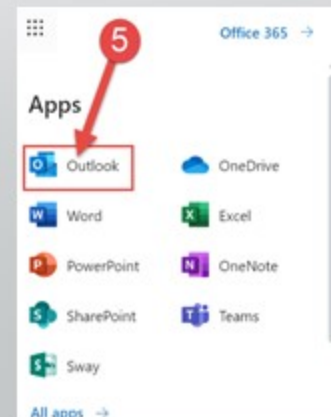 5
Office 365 →
Apps
Outlook
OneDrive
Word
Excel
PowerPoint
OneNote
SharePoint
Teams
Sway
All apps →